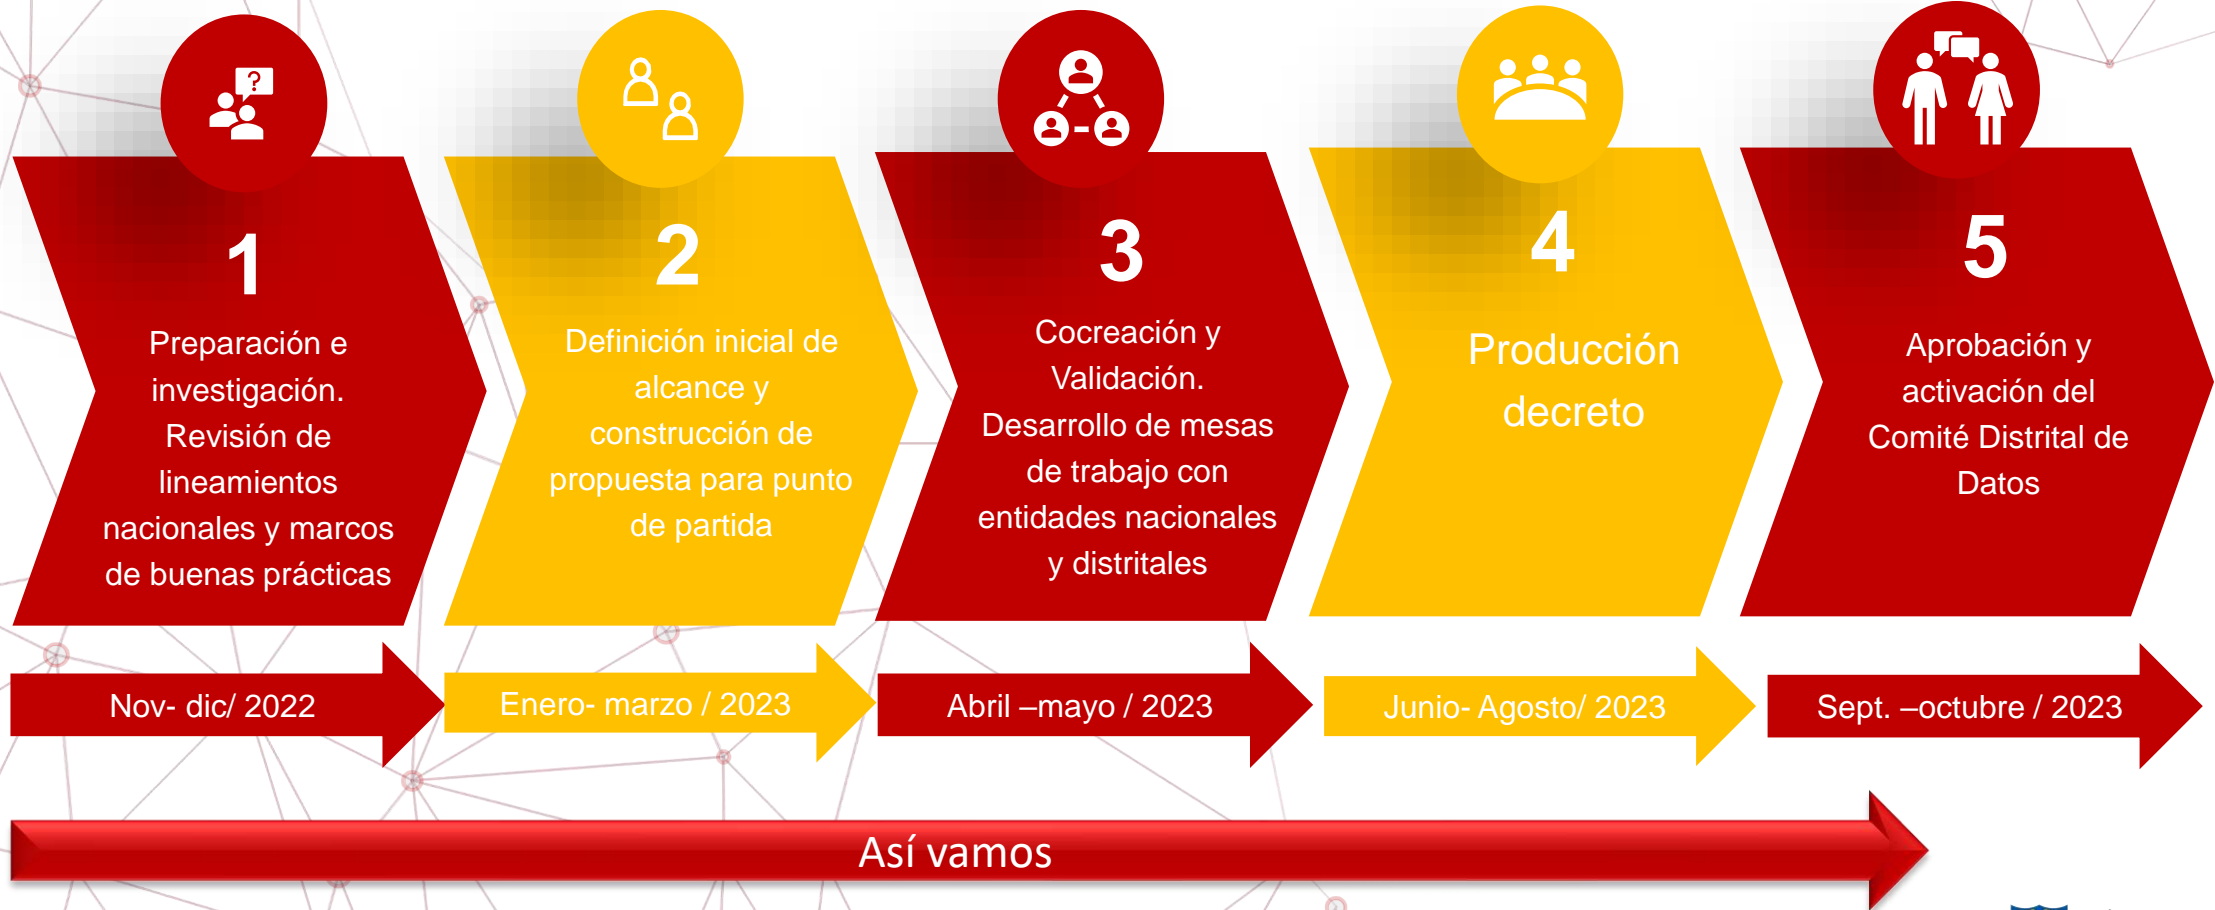 ?
1
Preparación e
investigación.
Revisión de
lineamientos
nacionales y marcos
de buenas prácticas
2
Definición inicial de
alcance y
construcción de
propuesta para punto
de partida
3
Cocreación y
Validación.
Desarrollo de mesas
de trabajo con
entidades nacionales
y distritales
4
Producción
decreto
5
Aprobación y
activación del
Comité Distrital de
Datos
Nov- dic/ 2022
Enero- marzo / 2023
Abril –mayo / 2023
Junio- Agosto/ 2023
Sept. –octubre / 2023
Así vamos